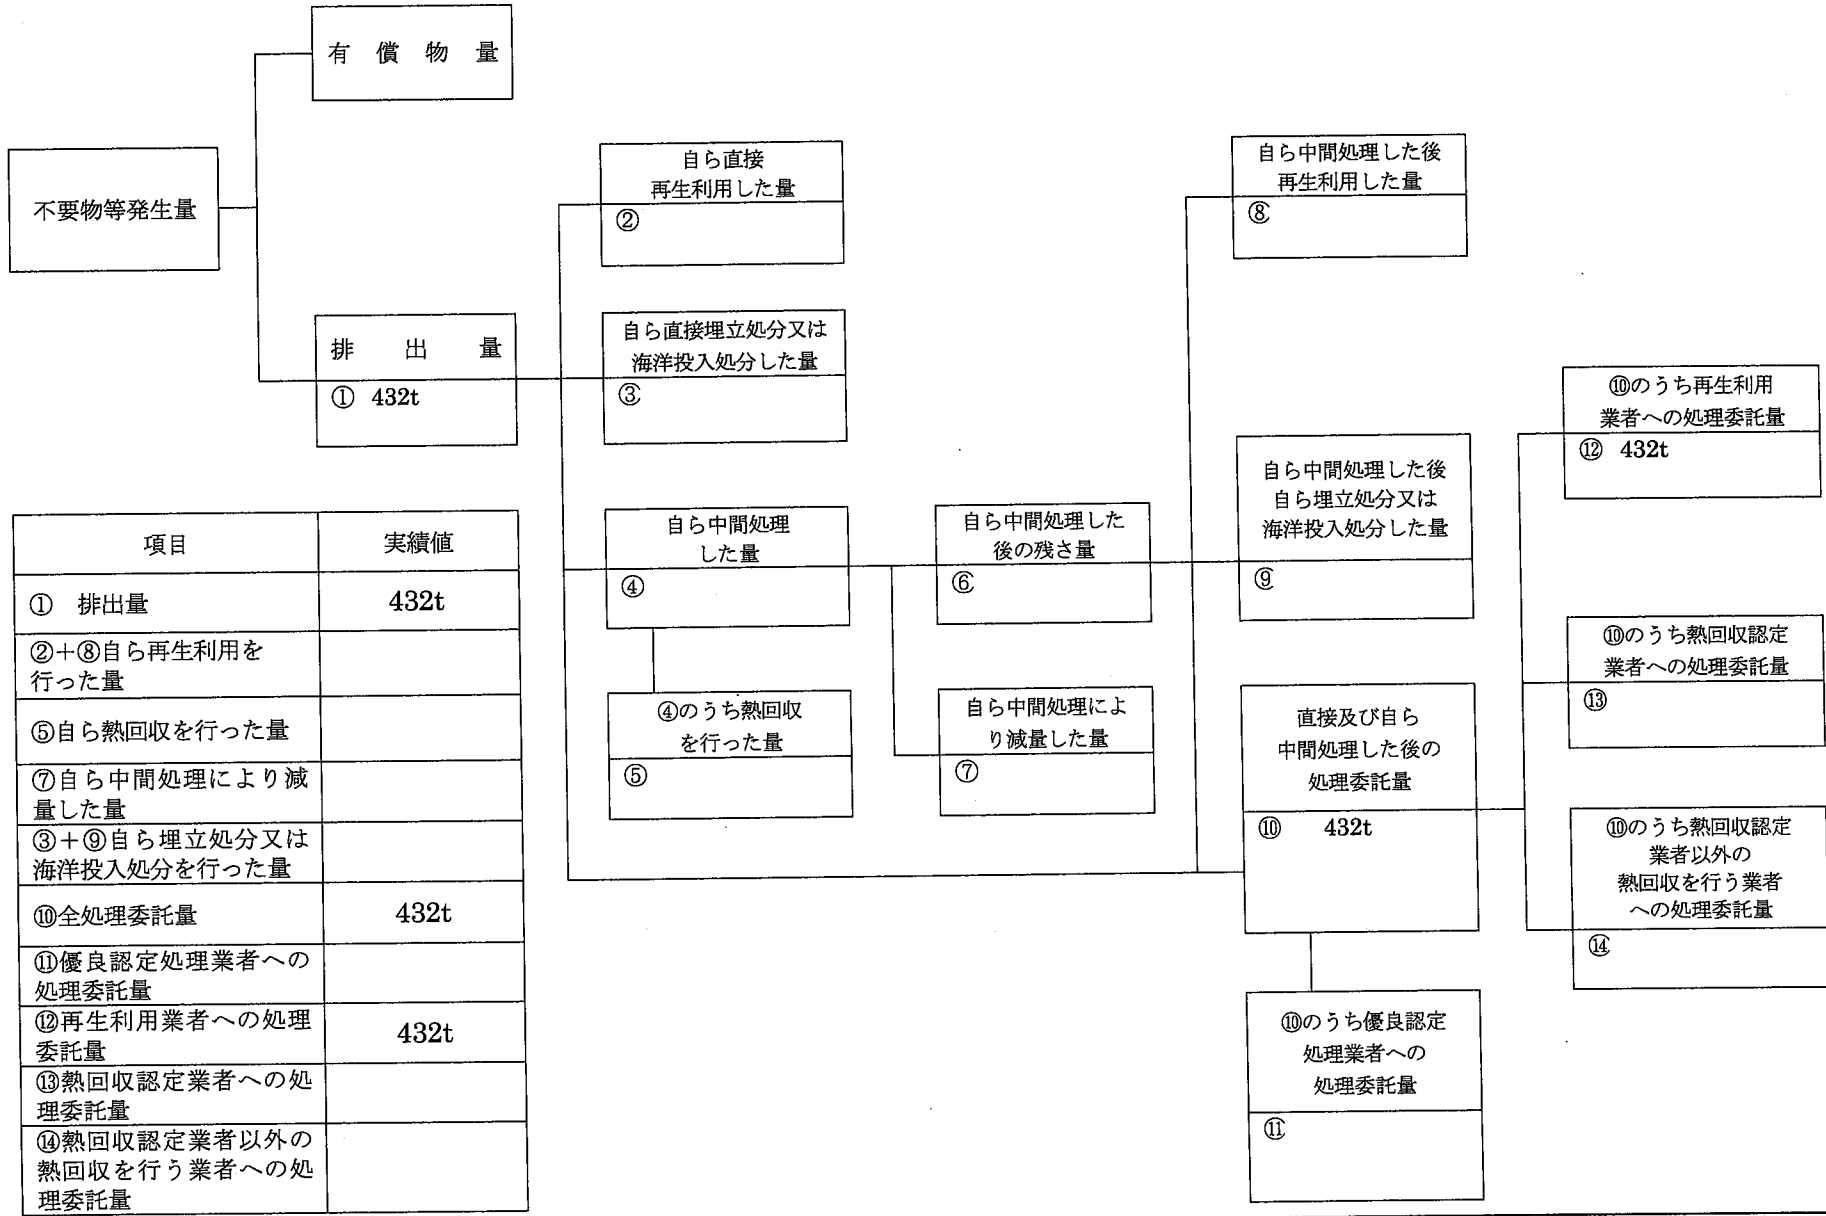 有償物量
不要物等発生量
排出量
① 432t
自ら直接
再生利用した量
②
自ら直接埋立処分又は
海洋投入処分した量
③
自ら中間処理
した量
④
④のうち熱回収
を行った量
⑤
自ら中間処理した
後の残さ量
⑥
自ら中間処理によ
り減量した量
⑦
自ら中間処理した後
再生利用した量
⑧
自ら中間処理した後
自ら埋立処分又は
海洋投入処分した量
⑨
直接及び自ら
中間処理した後の
処理委託量
⑩ 432t
⑩のうち優良認定
処理業者への
処理委託量
⑪
⑩のうち再生利用
業者への処理委託量
⑫ 432t
⑩のうち熱回収認定
業者への処理委託量
⑬
⑩のうち熱回収認定
業者以外の
熱回収を行う業者
への処理委託量
⑭
項目 実績値
① 排出量 432t
②+⑧自ら再生利用を
行った量
⑤自ら熱回収を行った量
⑦自ら中間処理により減
量した量
③+⑨自ら埋立処分又は
海洋投入処分を行った量
⑩全処理委託量 432t
⑪優良認定処理業者への
処理委託量
⑫再生利用業者への処理
委託量 432t
⑬熱回収認定業者への処
理委託量
⑭熱回収認定業者以外の
熱回収を行う業者への処
理委託量